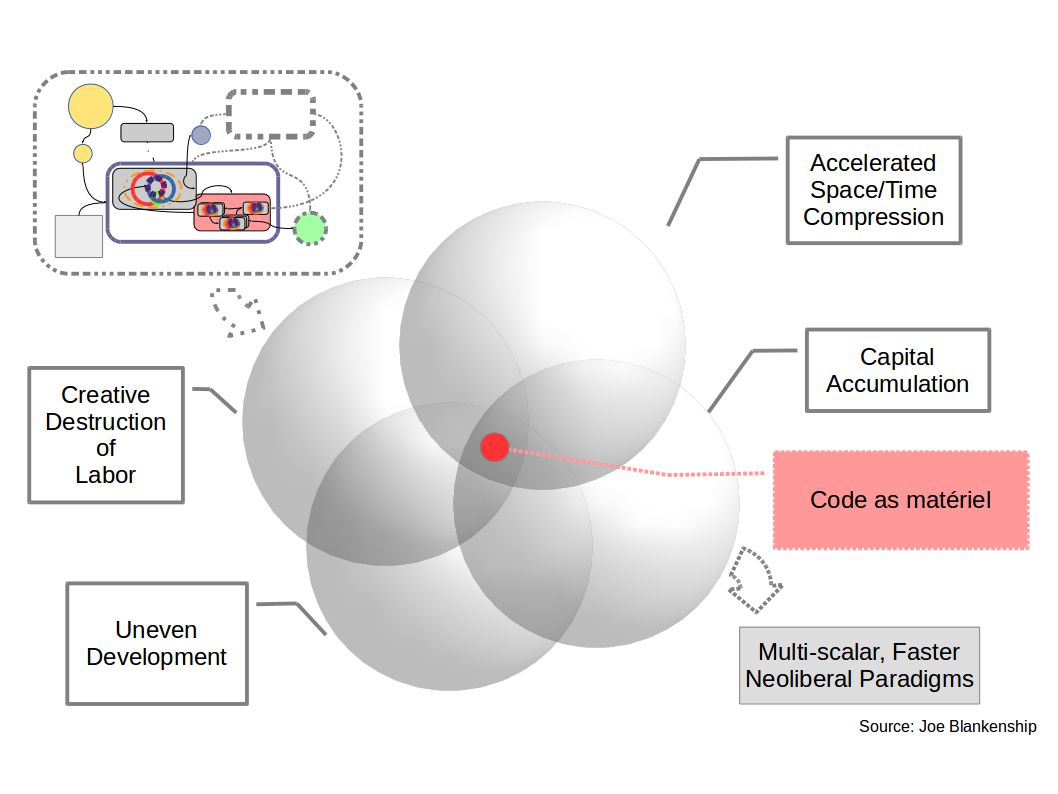 Accelerated
Space/Time
Compression
Capital
Accumulation
Creative
Destruction
of
Labor
Code as matériel
Uneven
Development
Multi-scalar, Faster
Neoliberal Paradigms
Source: Joe Blankenship